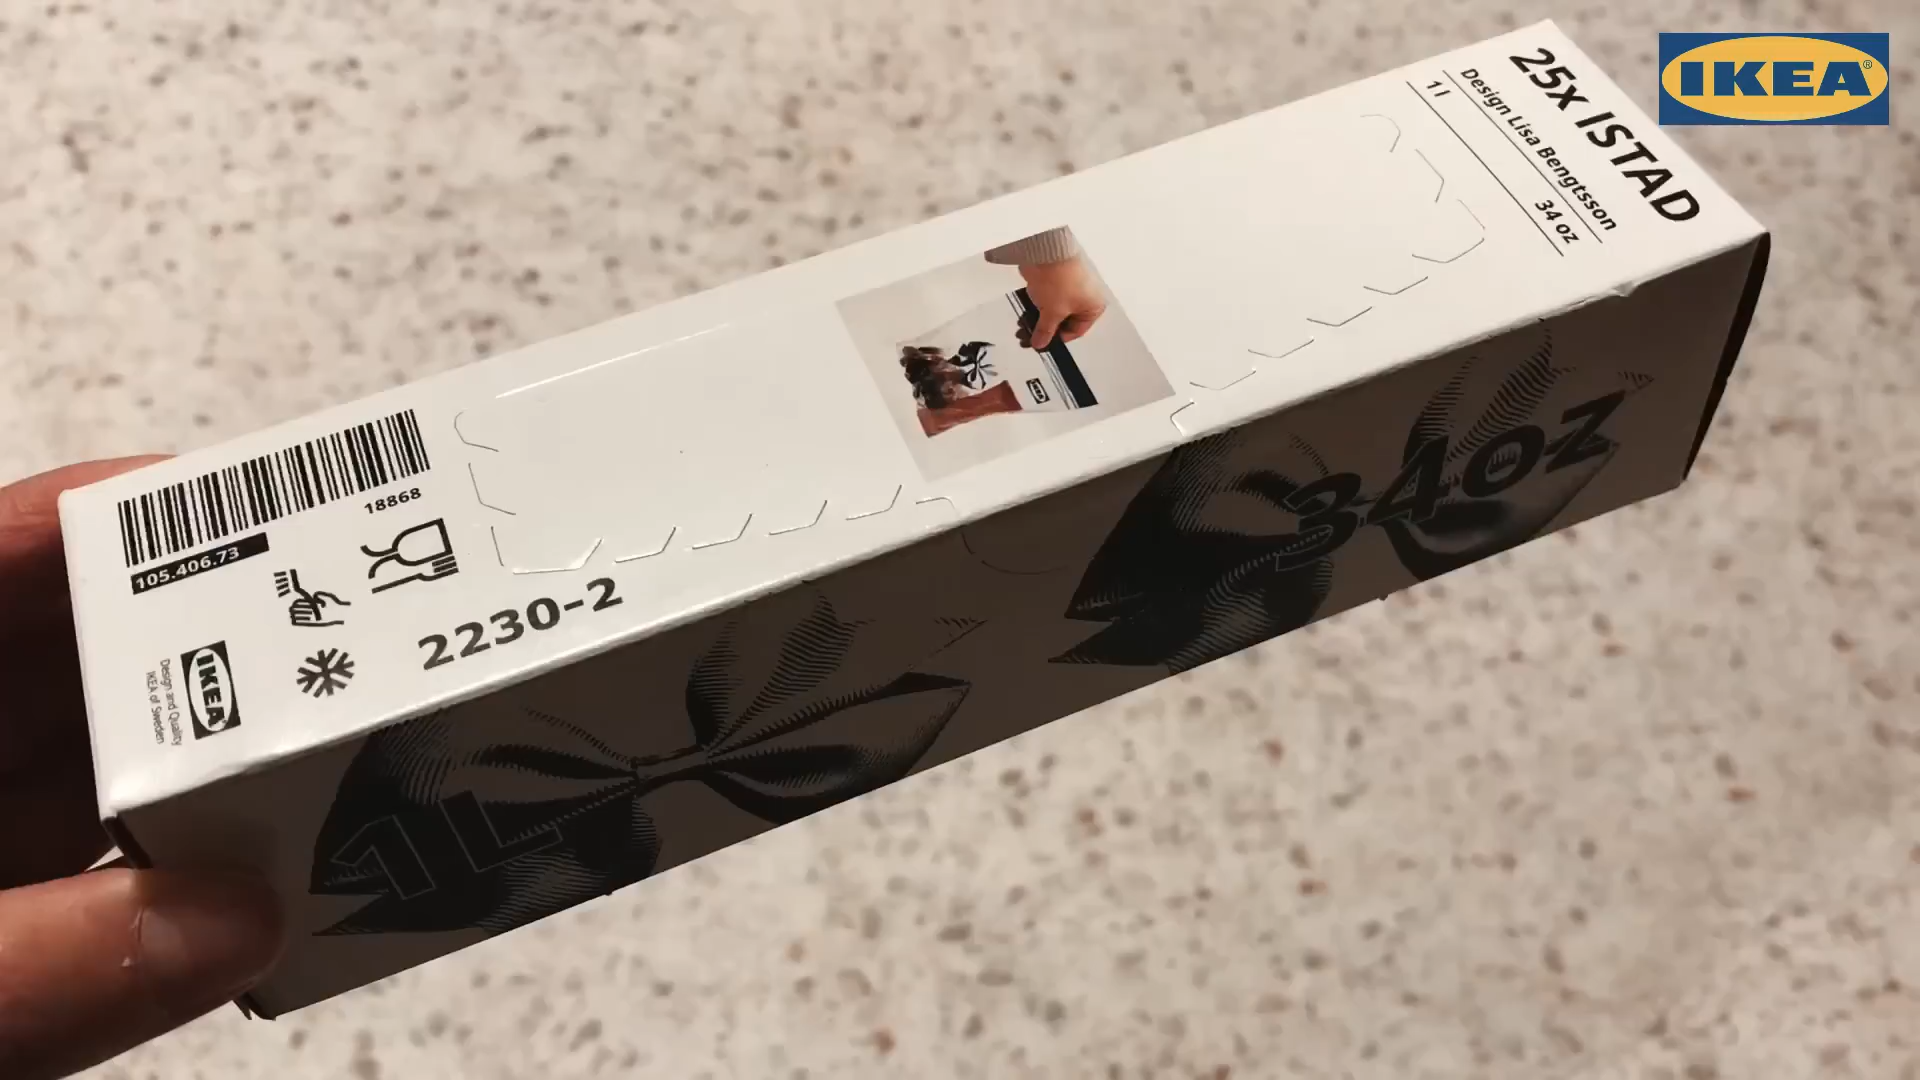 IKEA®
25x ISTAD
Design Lisa Bengtsson
1 l 34 oz
IKEA
18868
105.406.73
2230-2
IKEA®
Design and Quality
IKEA of Sweden
1L
34oz